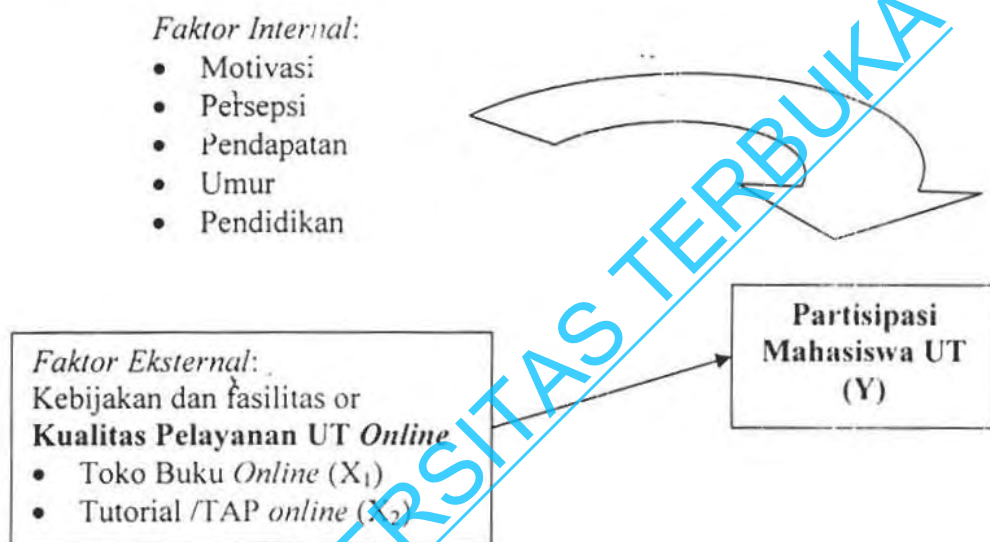 Faktor Internal:
• Motivasi
• Persepsi
• Pendapatan
• Umur
• Pendidikan
Faktor Eksternal:
Kebijakan dan fasilitas or
Kualitas Pelayanan UT Online
• Toko Buku Online (X₁)
• Tutorial /TAP online (X₂)
Partisipasi
Mahasiswa UT
(Y)
ERSITAS TERBUKA